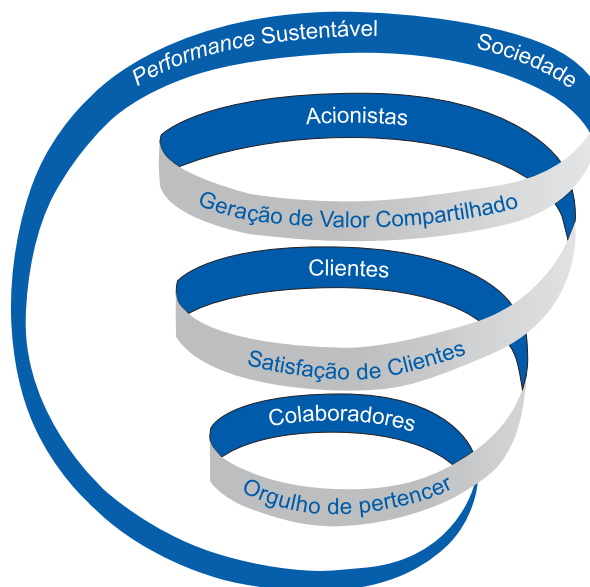 Performance Sustentável
Sociedade
Acionistas
Geração de Valor Compartilhado
Clientes
Satisfação de Clientes
Colaboradores
Orgulho de pertencer